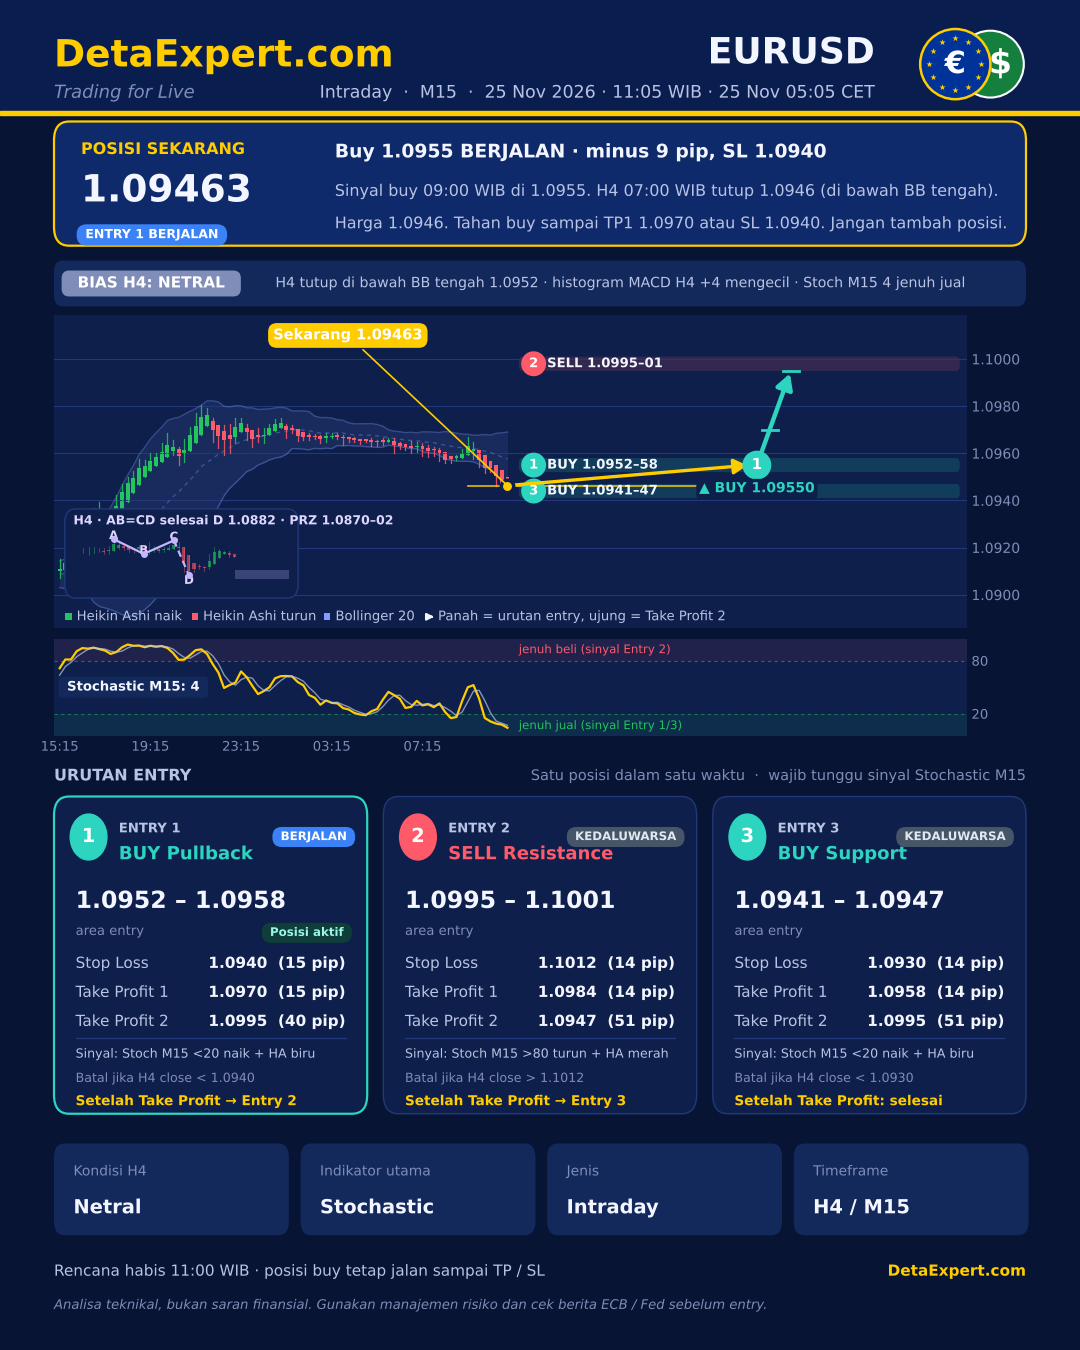 DetaExpert.com
EURUSD
€ $
Trading for Live
Intraday · M15 · 25 Nov 2026 · 11:05 WIB · 25 Nov 05:05 CET
POSISI SEKARANG
1.09463
ENTRY 1 BERJALAN
Buy 1.0955 BERJALAN · minus 9 pip, SL 1.0940
Sinyal buy 09:00 WIB di 1.0955. H4 07:00 WIB tutup 1.0946 (di bawah BB tengah).
Harga 1.0946. Tahan buy sampai TP1 1.0970 atau SL 1.0940. Jangan tambah posisi.
BIAS H4: NETRAL
H4 tutup di bawah BB tengah 1.0952 · histogram MACD H4 +4 mengecil · Stoch M15 4 jenuh jual
Sekarang 1.09463
2 SELL 1.0995–01
1 BUY 1.0952–58
1
3 BUY 1.0941–47
▲ BUY 1.09550
1.1000
1.0980
1.0960
1.0940
1.0920
1.0900
H4 · AB=CD selesai D 1.0882 · PRZ 1.0870–02
A
B
C
D
Heikin Ashi naik
Heikin Ashi turun
Bollinger 20
Panah = urutan entry, ujung = Take Profit 2
jenuh beli (sinyal Entry 2)
80
Stochastic M15: 4
20
jenuh jual (sinyal Entry 1/3)
15:15 19:15 23:15 03:15 07:15
URUTAN ENTRY
Satu posisi dalam satu waktu · wajib tunggu sinyal Stochastic M15
1
ENTRY 1
BERJALAN
BUY Pullback
1.0952 – 1.0958
area entry
Posisi aktif
Stop Loss 1.0940 (15 pip)
Take Profit 1 1.0970 (15 pip)
Take Profit 2 1.0995 (40 pip)
Sinyal: Stoch M15 <20 naik + HA biru
Batal jika H4 close < 1.0940
Setelah Take Profit → Entry 2
2
ENTRY 2
KEDALUWARSA
SELL Resistance
1.0995 – 1.1001
area entry
Stop Loss 1.1012 (14 pip)
Take Profit 1 1.0984 (14 pip)
Take Profit 2 1.0947 (51 pip)
Sinyal: Stoch M15 >80 turun + HA merah
Batal jika H4 close > 1.1012
Setelah Take Profit → Entry 3
3
ENTRY 3
KEDALUWARSA
BUY Support
1.0941 – 1.0947
area entry
Stop Loss 1.0930 (14 pip)
Take Profit 1 1.0958 (14 pip)
Take Profit 2 1.0995 (51 pip)
Sinyal: Stoch M15 <20 naik + HA biru
Batal jika H4 close < 1.0930
Setelah Take Profit: selesai
Kondisi H4
Netral
Indikator utama
Stochastic
Jenis
Intraday
Timeframe
H4 / M15
Rencana habis 11:00 WIB · posisi buy tetap jalan sampai TP / SL
DetaExpert.com
Analisa teknikal, bukan saran finansial. Gunakan manajemen risiko dan cek berita ECB / Fed sebelum entry.